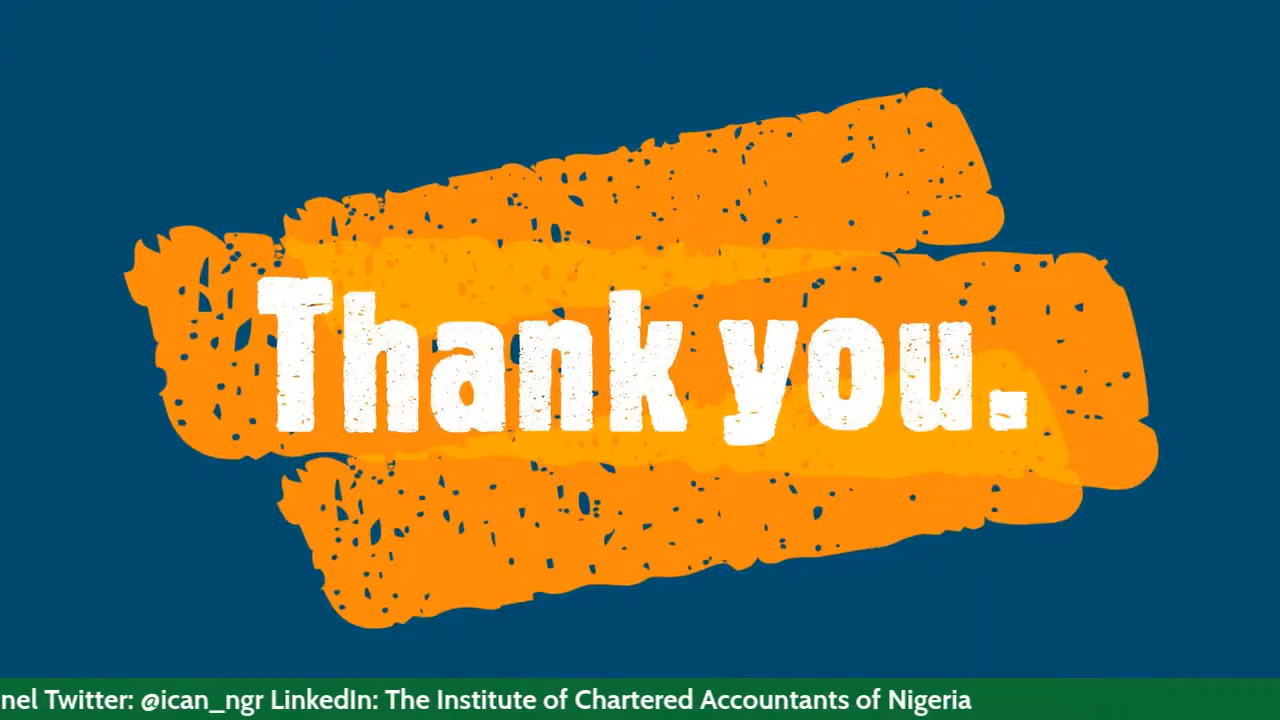 Thank you.
nel Twitter: @ican_ngr LinkedIn: The Institute of Chartered Accountants of Nigeria